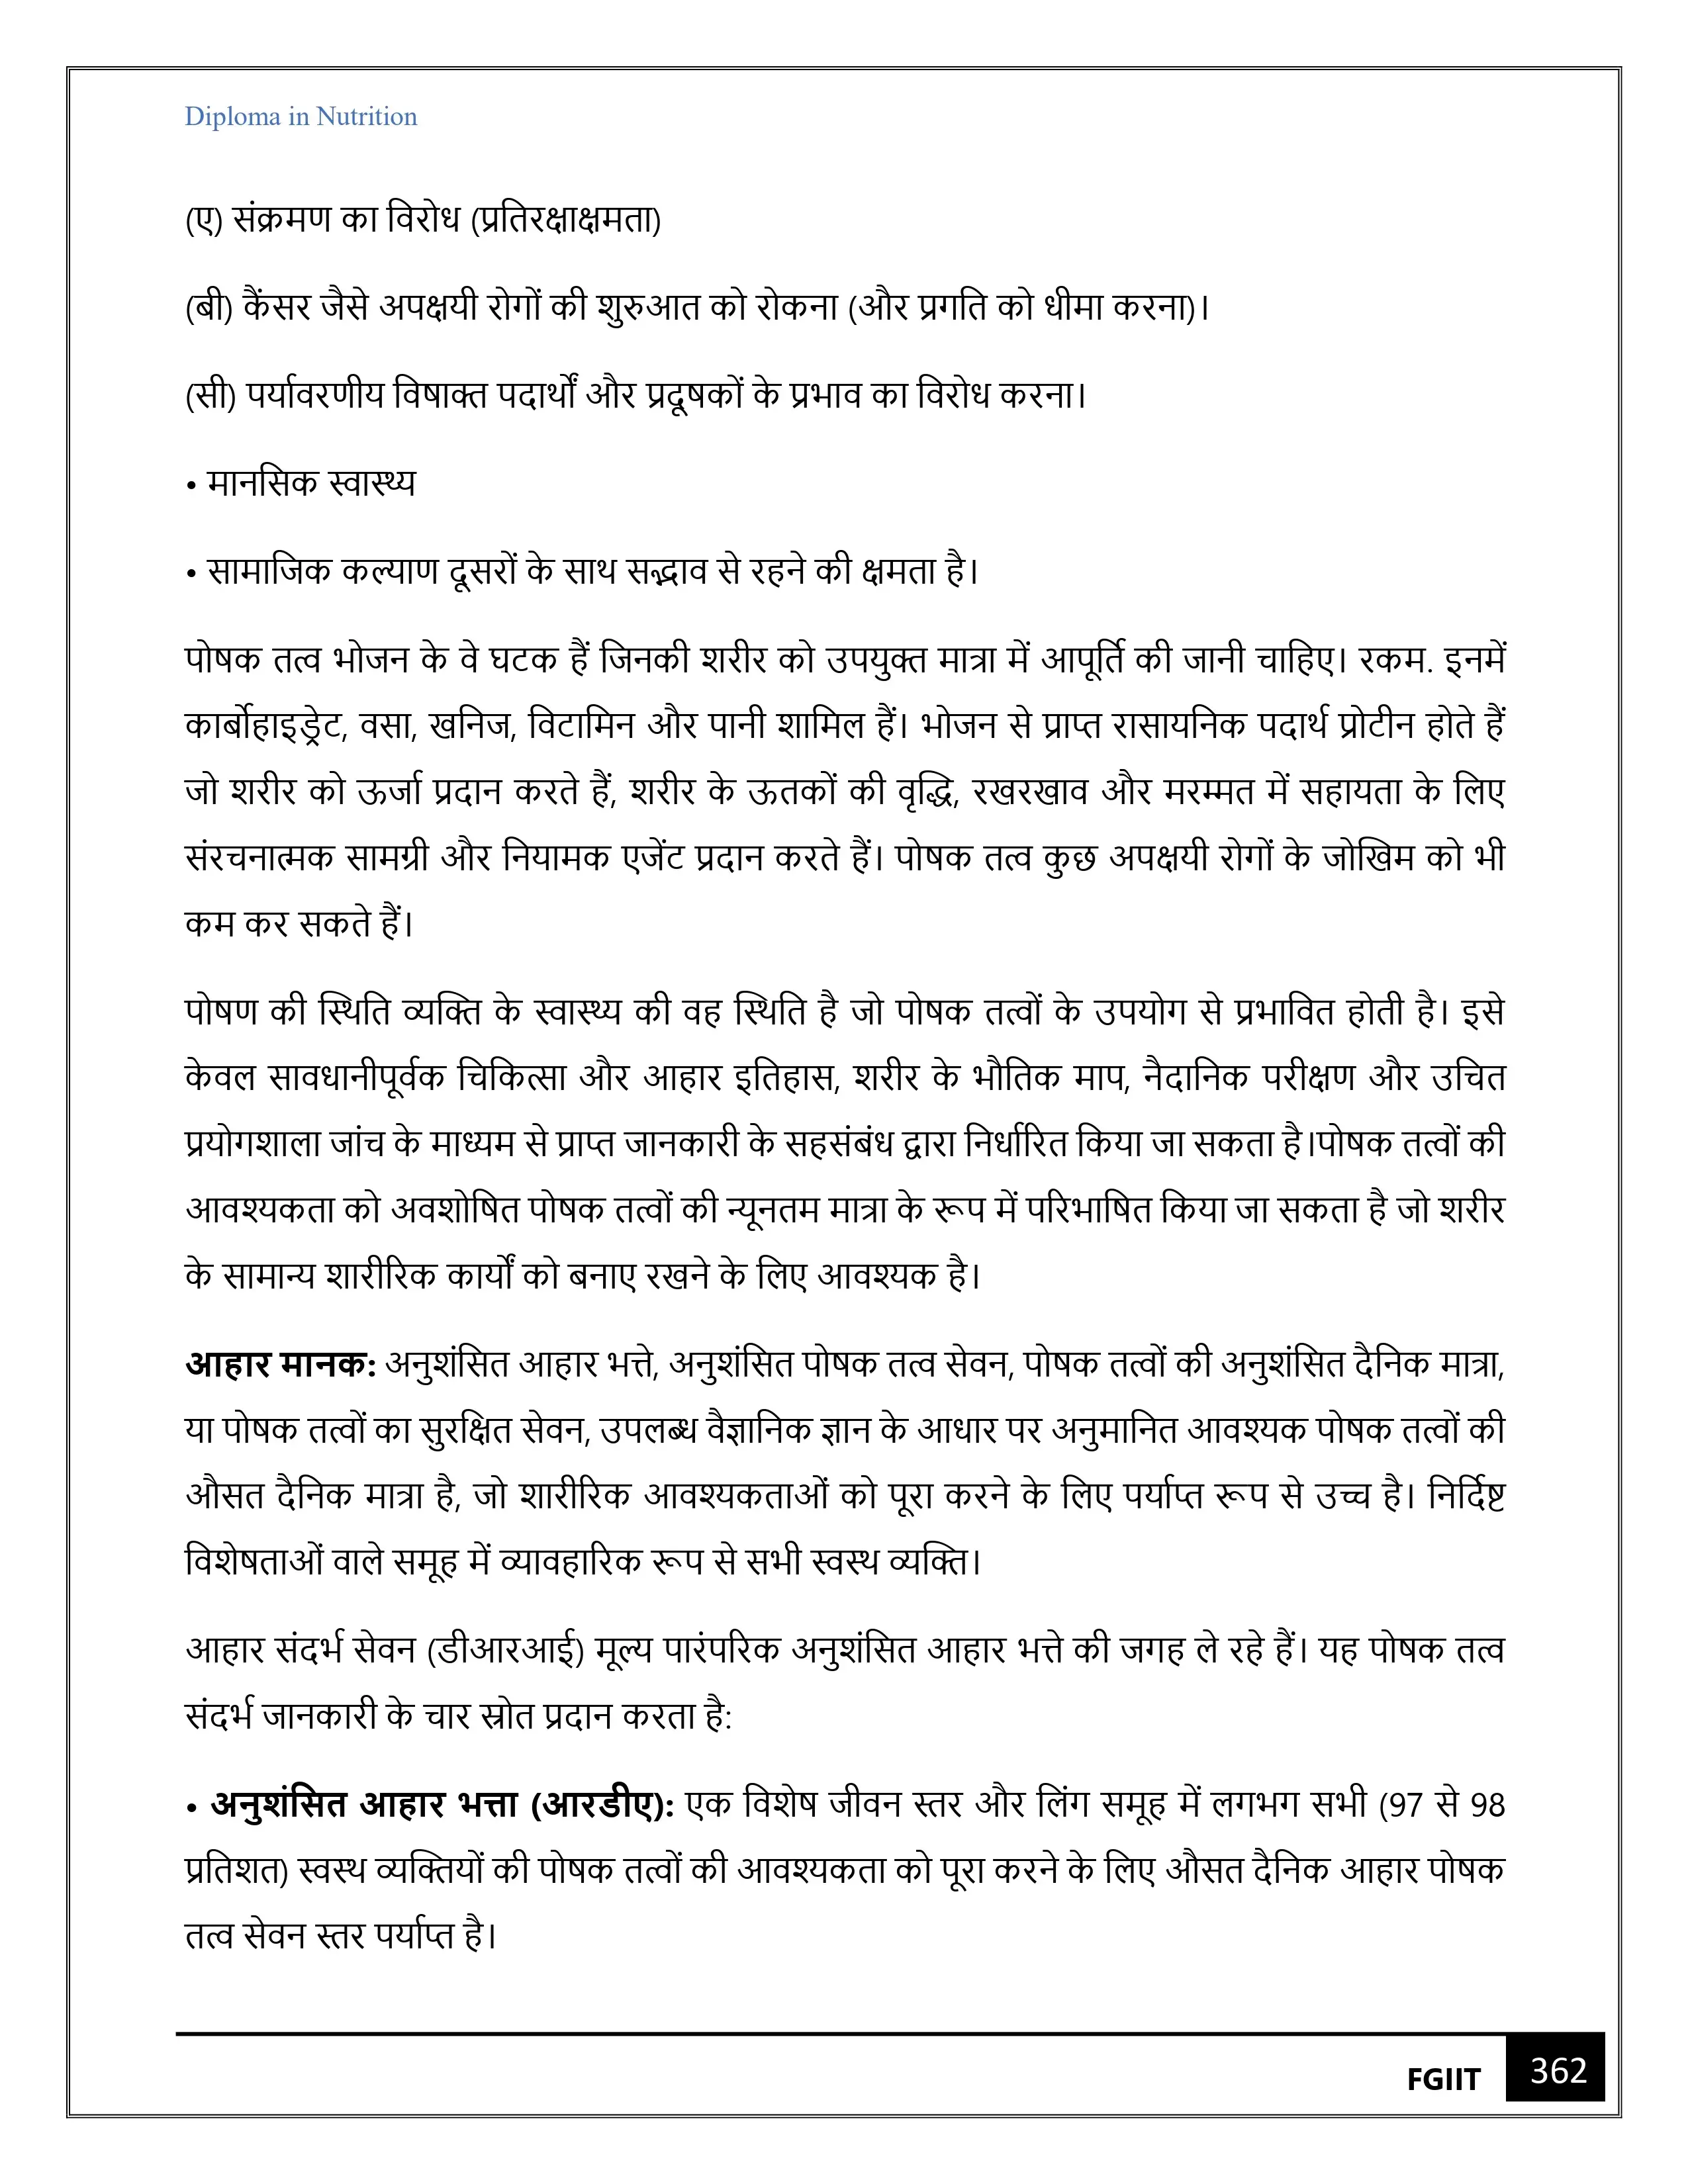 Diploma in Nutrition
(ए) संक्रमण का विरोध (प्रतिरक्षाक्षमता)
(बी) कैंसर जैसे अपक्षयी रोगों की शुरुआत को रोकना (और प्रगति को धीमा करना)।
(सी) पर्यावरणीय विषाक्त पदार्थों और प्रदूषकों के प्रभाव का विरोध करना।
• मानसिक स्वास्थ्य
• सामाजिक कल्याण दूसरों के साथ सद्भाव से रहने की क्षमता है।
पोषक तत्व भोजन के वे घटक हैं जिनकी शरीर को उपयुक्त मात्रा में आपूर्ति की जानी चाहिए। रकम. इनमें
कार्बोहाइड्रेट, वसा, खनिज, विटामिन और पानी शामिल हैं। भोजन से प्राप्त रासायनिक पदार्थ प्रोटीन होते हैं
जो शरीर को ऊर्जा प्रदान करते हैं, शरीर के ऊतकों की वृद्धि, रखरखाव और मरम्मत में सहायता के लिए
संरचनात्मक सामग्री और नियामक एजेंट प्रदान करते हैं। पोषक तत्व कुछ अपक्षयी रोगों के जोखिम को भी
कम कर सकते हैं।
पोषण की स्थिति व्यक्ति के स्वास्थ्य की वह स्थिति है जो पोषक तत्वों के उपयोग से प्रभावित होती है। इसे
केवल सावधानीपूर्वक चिकित्सा और आहार इतिहास, शरीर के भौतिक माप, नैदानिक परीक्षण और उचित
प्रयोगशाला जांच के माध्यम से प्राप्त जानकारी के सहसंबंध द्वारा निर्धारित किया जा सकता है।पोषक तत्वों की
आवश्यकता को अवशोषित पोषक तत्वों की न्यूनतम मात्रा के रूप में परिभाषित किया जा सकता है जो शरीर
के सामान्य शारीरिक कार्यों को बनाए रखने के लिए आवश्यक है।
आहार मानक: अनुशंसित आहार भत्ते, अनुशंसित पोषक तत्व सेवन, पोषक तत्वों की अनुशंसित दैनिक मात्रा,
या पोषक तत्वों का सुरक्षित सेवन, उपलब्ध वैज्ञानिक ज्ञान के आधार पर अनुमानित आवश्यक पोषक तत्वों की
औसत दैनिक मात्रा है, जो शारीरिक आवश्यकताओं को पूरा करने के लिए पर्याप्त रूप से उच्च है। निर्दिष्ट
विशेषताओं वाले समूह में व्यावहारिक रूप से सभी स्वस्थ व्यक्ति।
आहार संदर्भ सेवन (डीआरआई) मूल्य पारंपरिक अनुशंसित आहार भत्ते की जगह ले रहे हैं। यह पोषक तत्व
संदर्भ जानकारी के चार स्रोत प्रदान करता है:
• अनुशंसित आहार भत्ता (आरडीए): एक विशेष जीवन स्तर और लिंग समूह में लगभग सभी (97 से 98
प्रतिशत) स्वस्थ व्यक्तियों की पोषक तत्वों की आवश्यकता को पूरा करने के लिए औसत दैनिक आहार पोषक
तत्व सेवन स्तर पर्याप्त है।
FGIIT 362